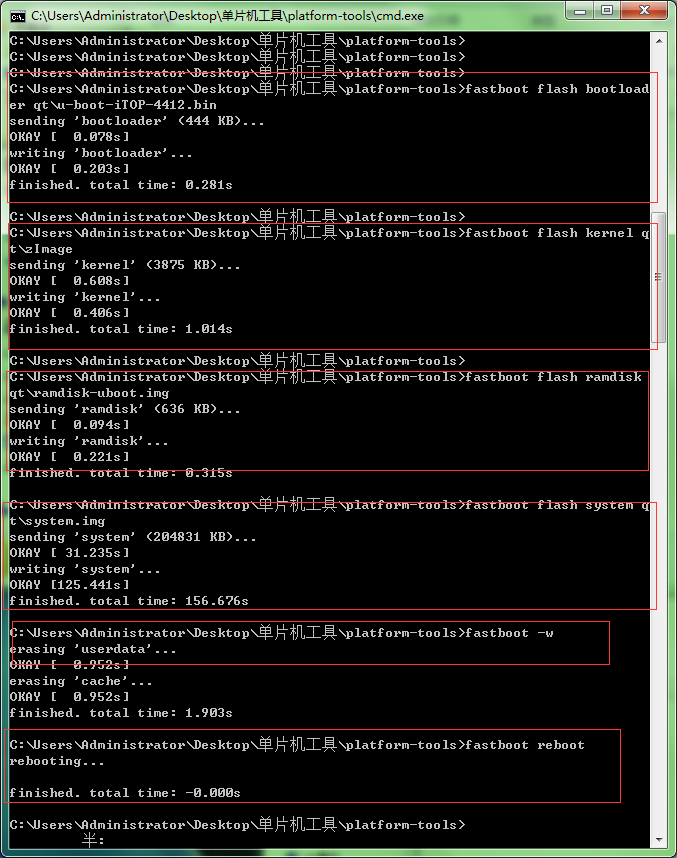 C:\Users\Administrator\Desktop\单片机工具\platform-tools\cmd.exe
C:\Users\Administrator\Desktop\单片机工具\platform-tools>
C:\Users\Administrator\Desktop\单片机工具\platform-tools>
C:\Users\Administrator\Desktop\单片机工具\platform-tools>
C:\Users\Administrator\Desktop\单片机工具\platform-tools>fastboot flash bootload
er qt\u-boot-iTOP-4412.bin
sending 'bootloader' (444 KB)...
OKAY [  0.078s]
writing 'bootloader'...
OKAY [  0.203s]
finished. total time: 0.281s
C:\Users\Administrator\Desktop\单片机工具\platform-tools>
C:\Users\Administrator\Desktop\单片机工具\platform-tools>fastboot flash kernel q
t\zImage
sending 'kernel' (3875 KB)...
OKAY [  0.608s]
writing 'kernel'...
OKAY [  0.406s]
finished. total time: 1.014s
C:\Users\Administrator\Desktop\单片机工具\platform-tools>
C:\Users\Administrator\Desktop\单片机工具\platform-tools>fastboot flash ramdisk
qt\ramdisk-uboot.img
sending 'ramdisk' (636 KB)...
OKAY [  0.094s]
writing 'ramdisk'...
OKAY [  0.221s]
finished. total time: 0.315s
C:\Users\Administrator\Desktop\单片机工具\platform-tools>fastboot flash system q
t\system.img
sending 'system' (204831 KB)...
OKAY [ 31.235s]
writing 'system'...
OKAY [125.441s]
finished. total time: 156.676s
C:\Users\Administrator\Desktop\单片机工具\platform-tools>fastboot -w
erasing 'userdata'...
OKAY [  0.952s]
erasing 'cache'...
OKAY [  0.952s]
finished. total time: 1.903s
C:\Users\Administrator\Desktop\单片机工具\platform-tools>fastboot reboot
rebooting...
finished. total time: -0.000s
C:\Users\Administrator\Desktop\单片机工具\platform-tools>
半: